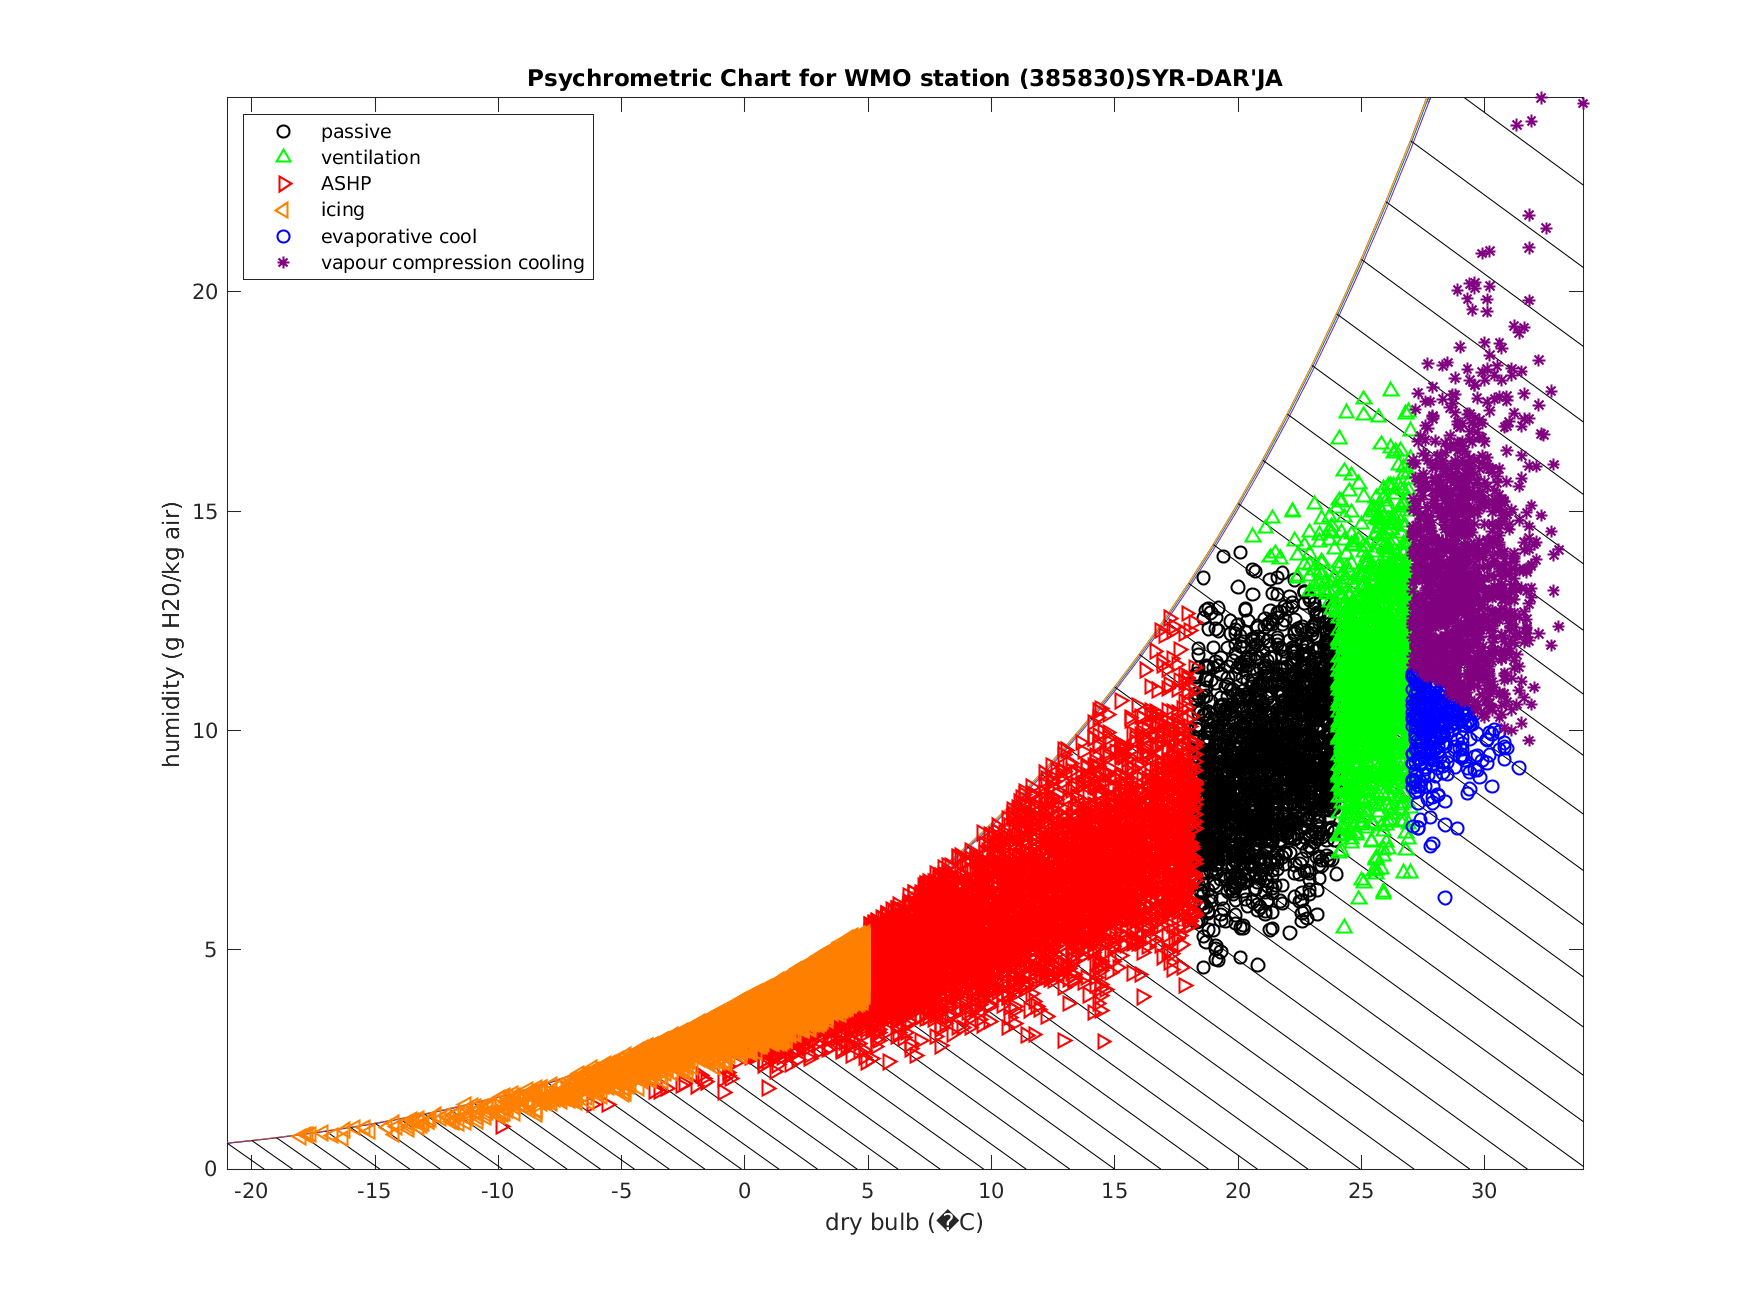 Psychrometric Chart for WMO station (385830)SYR-DAR'JA
passive
ventilation
ASHP
icing
evaporative cool
vapour compression cooling
humidity (g H20/kg air)
20
15
10
5
0
-20 -15 -10 -5 0 5 10 15 20 25 30
dry bulb (�C)